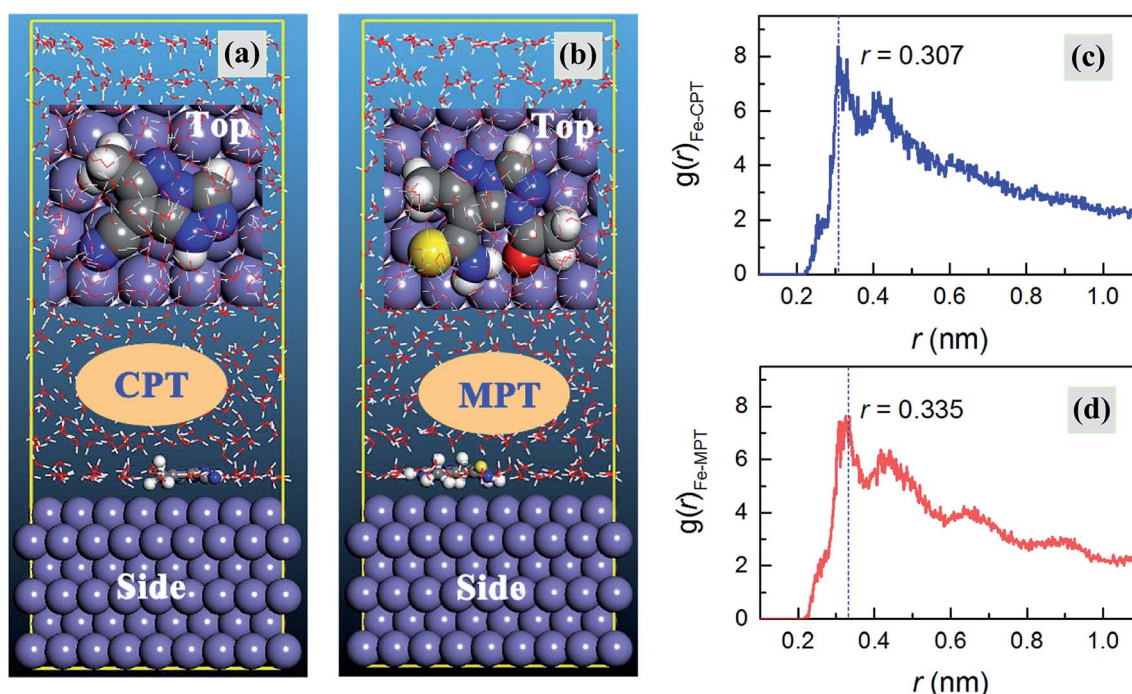 (a)
Top
CPT
Side.
(b)
Top
MPT
Side
(c)
r = 0.307
g(r)Fe-CPT
8
6
4
2
0
0.2 0.4 0.6 0.8 1.0
r (nm)
(d)
r = 0.335
g(r)Fe-MPT
8
6
4
2
0
0.2 0.4 0.6 0.8 1.0
r (nm)